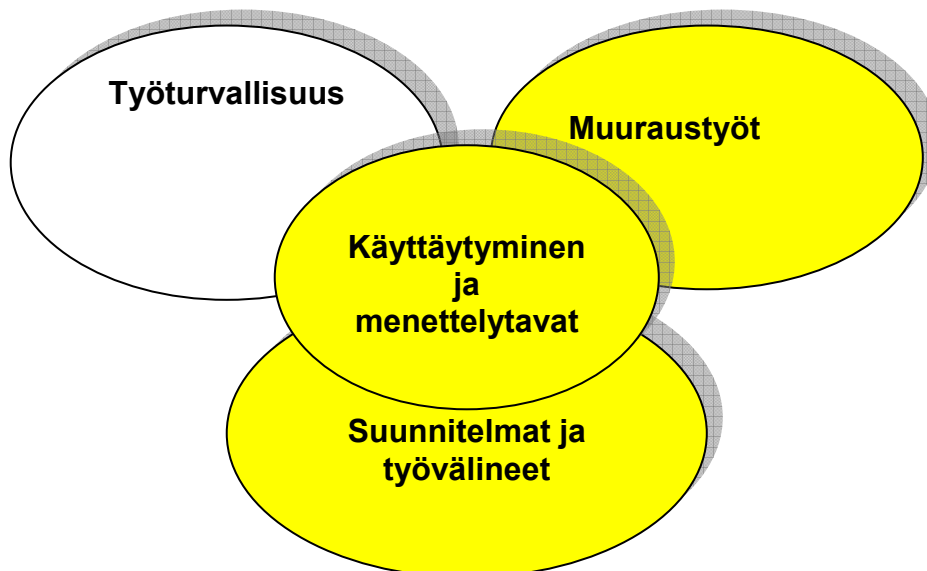 Työturvallisuus
Muuraustyöt
Käyttäytyminen
ja
menettelytavat
Suunnitelmat ja
työvälineet